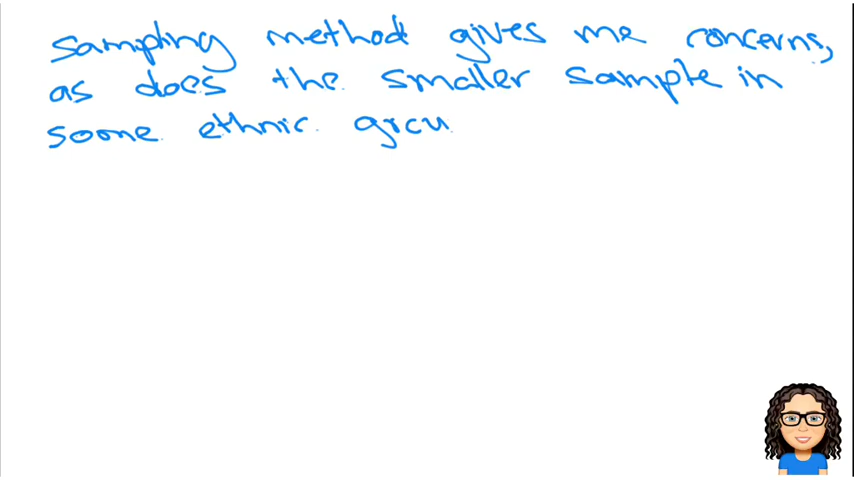 Sampling method gives me concerns,
as does the smaller sample in
some ethnic grou